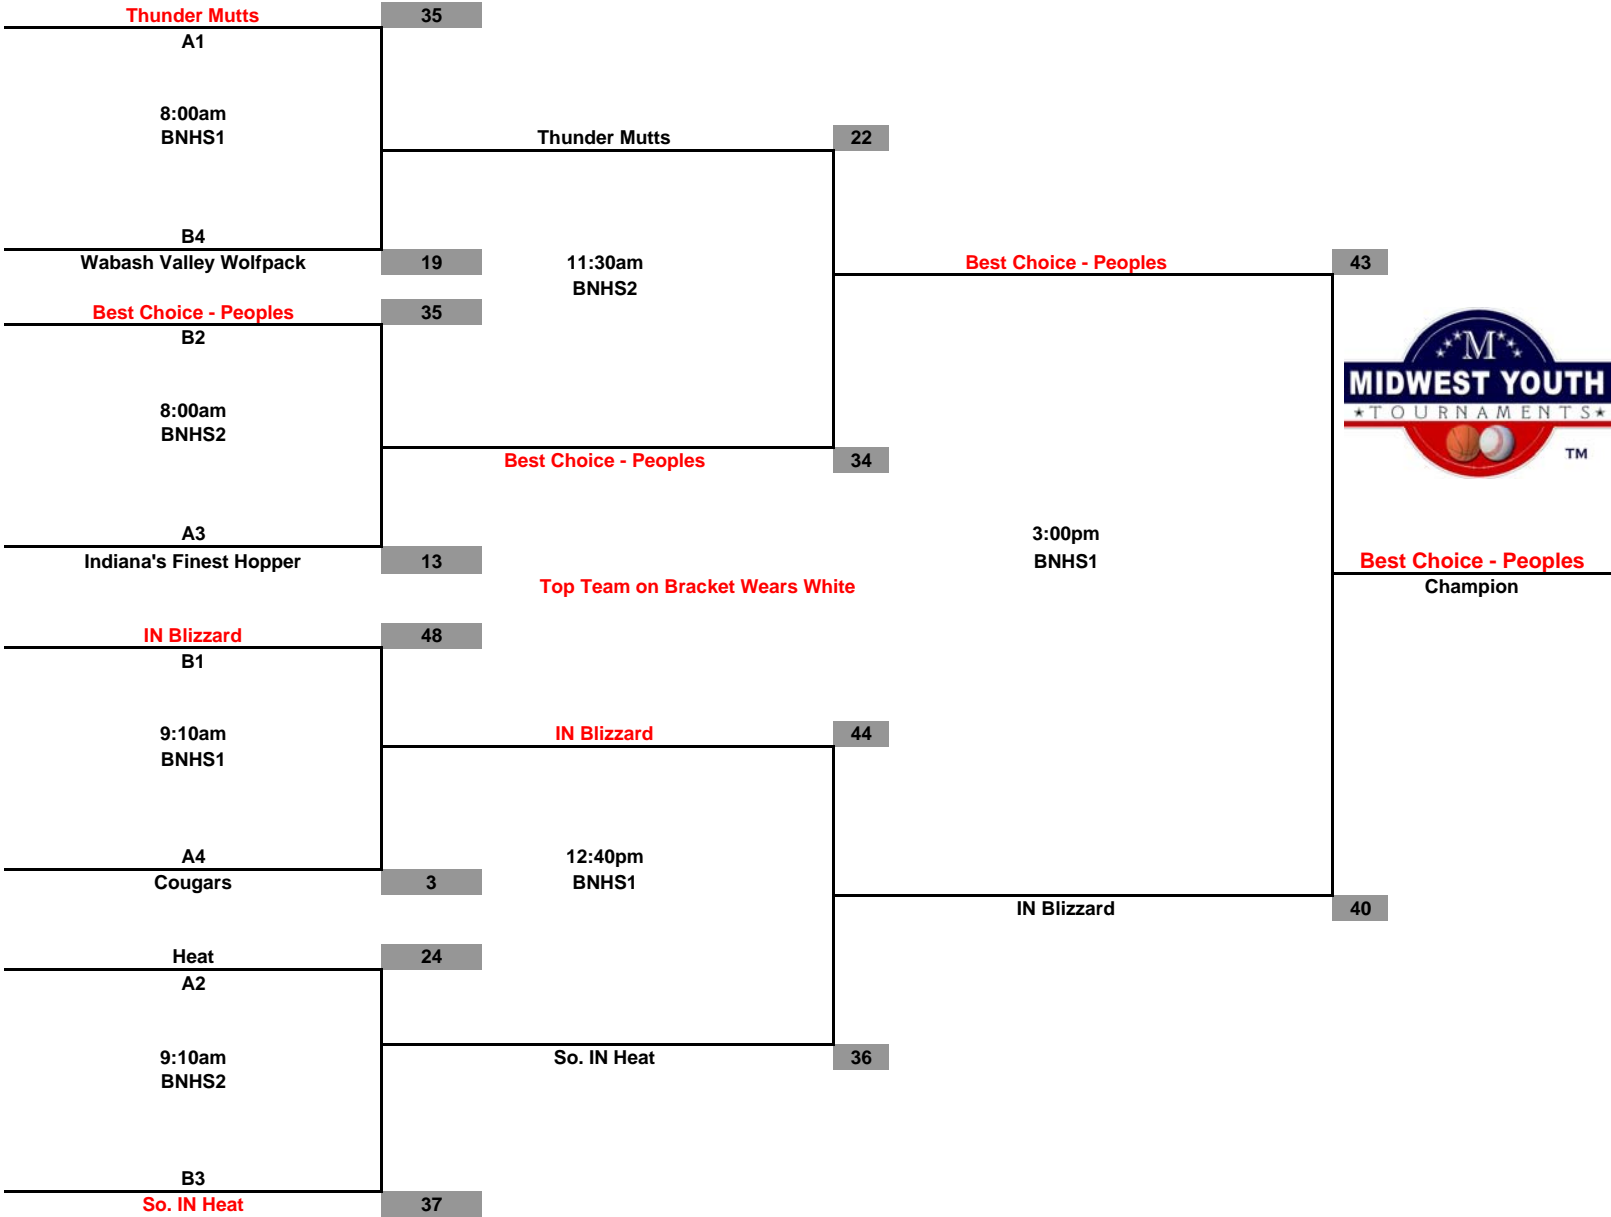 Thunder Mutts 35
A1
8:00am
BNHS1
Thunder Mutts 22
B4
Wabash Valley Wolfpack 19 11:30am Best Choice - Peoples 43
BNHS2
Best Choice - Peoples 35
B2
M
MIDWEST YOUTH
★TOURNAMENTS★
TM
8:00am
BNHS2
Best Choice - Peoples 34
A3 3:00pm
Indiana's Finest Hopper 13 BNHS1 Best Choice - Peoples
Top Team on Bracket Wears White Champion
IN Blizzard 48
B1
9:10am IN Blizzard 44
BNHS1
A4 12:40pm
Cougars 3 BNHS1
IN Blizzard 40
Heat 24
A2
9:10am So. IN Heat 36
BNHS2
B3
So. IN Heat 37